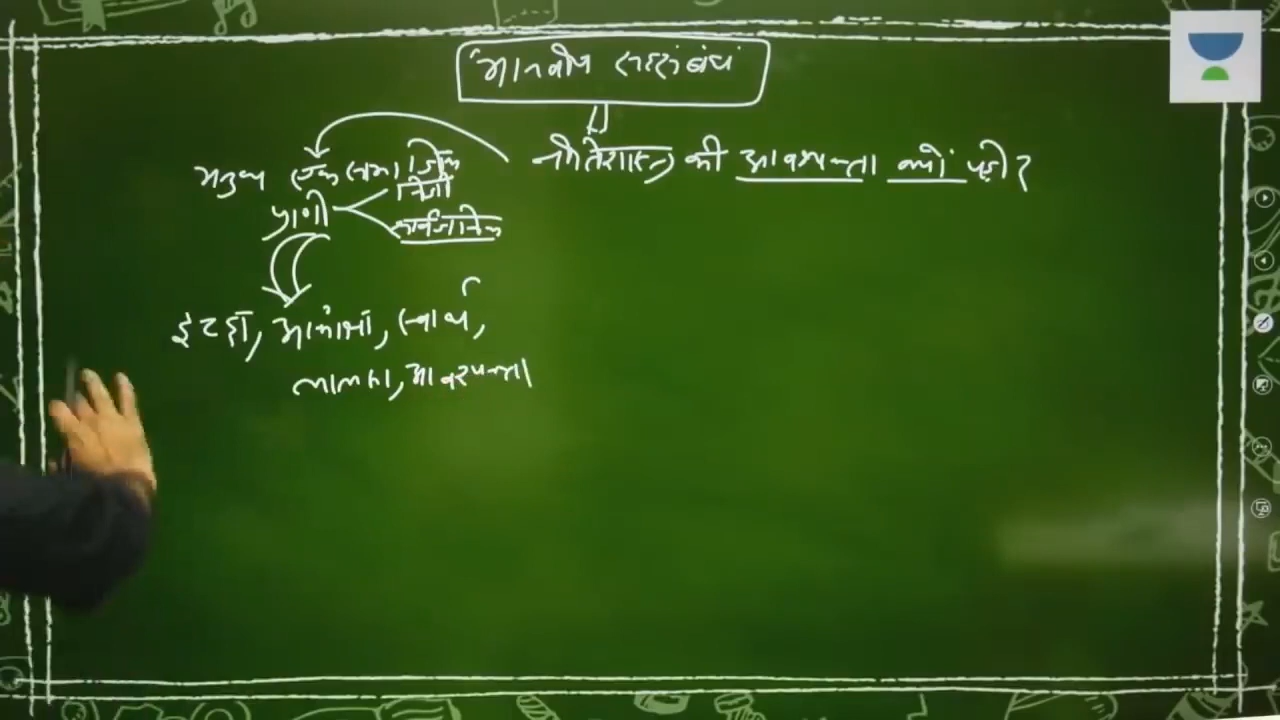 मानवीय सहसंबंध
नीतिशास्त्र की आवश्यकता क्यों पड़ी?
मनुष्य एक सामाजिक
प्राणी
निजी
सार्वजनिक
इच्छा, आकांक्षा, स्वार्थ,
लालसा, आवश्यकता